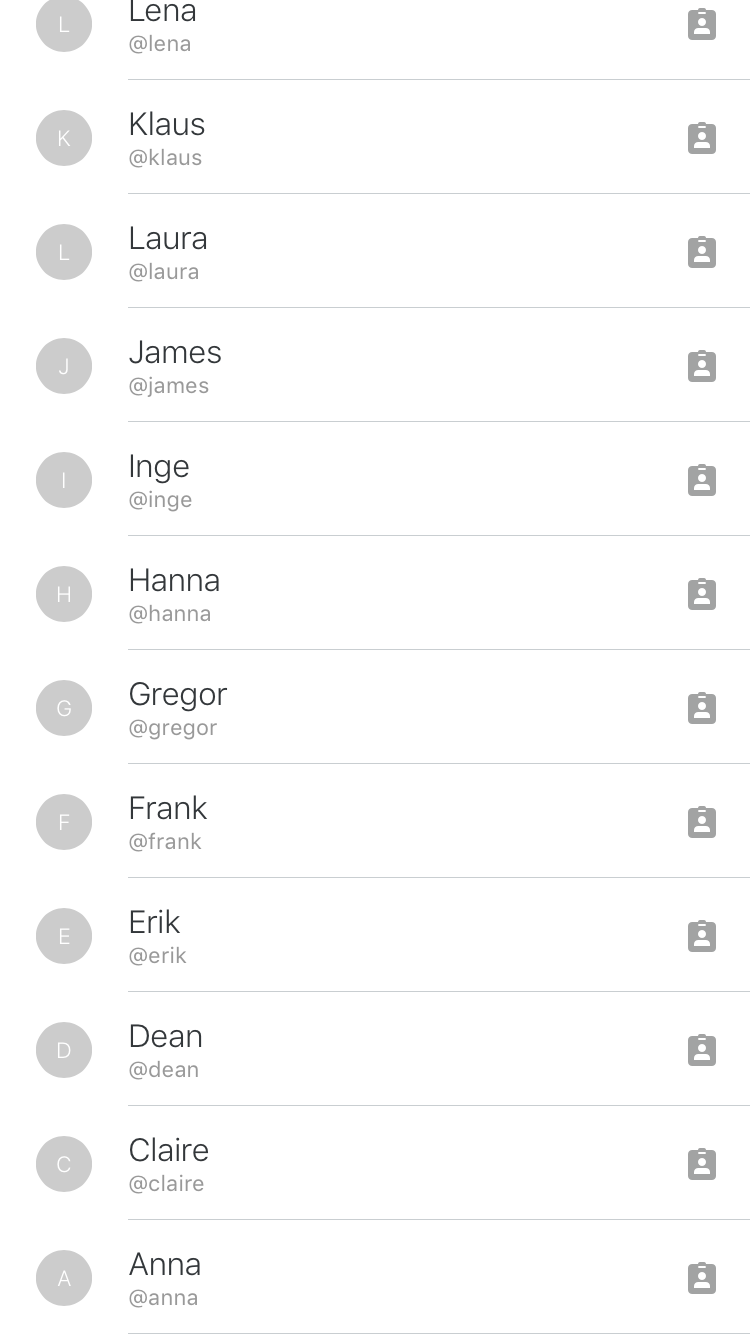 L
Lena
@lena
K
Klaus
@klaus
L
Laura
@laura
J
James
@james
I
Inge
@inge
H
Hanna
@hanna
G
Gregor
@gregor
F
Frank
@frank
E
Erik
@erik
D
Dean
@dean
C
Claire
@claire
A
Anna
@anna